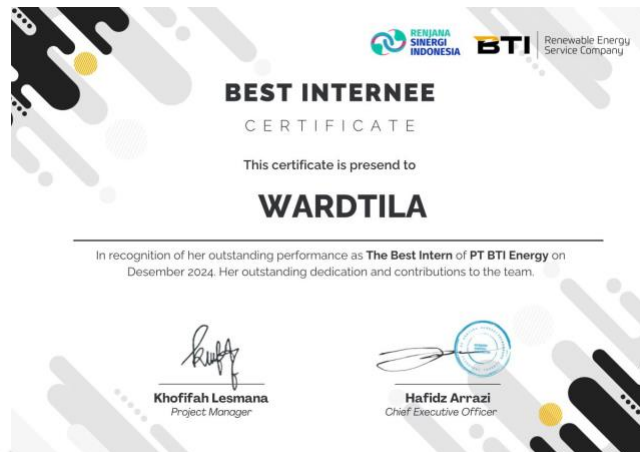 RENJANA
SINERGI
INDONESIA
BTI
Renewable Energy
Service Company
BEST INTERNEE
CERTIFICATE
This certificate is presend to
WARDTILA
In recognition of her outstanding performance as The Best Intern of PT BTI Energy on
Desember 2024. Her outstanding dedication and contributions to the team.
Khofifah Lesmana
Project Manager
Hafidz Arrazi
Chief Executive Officer